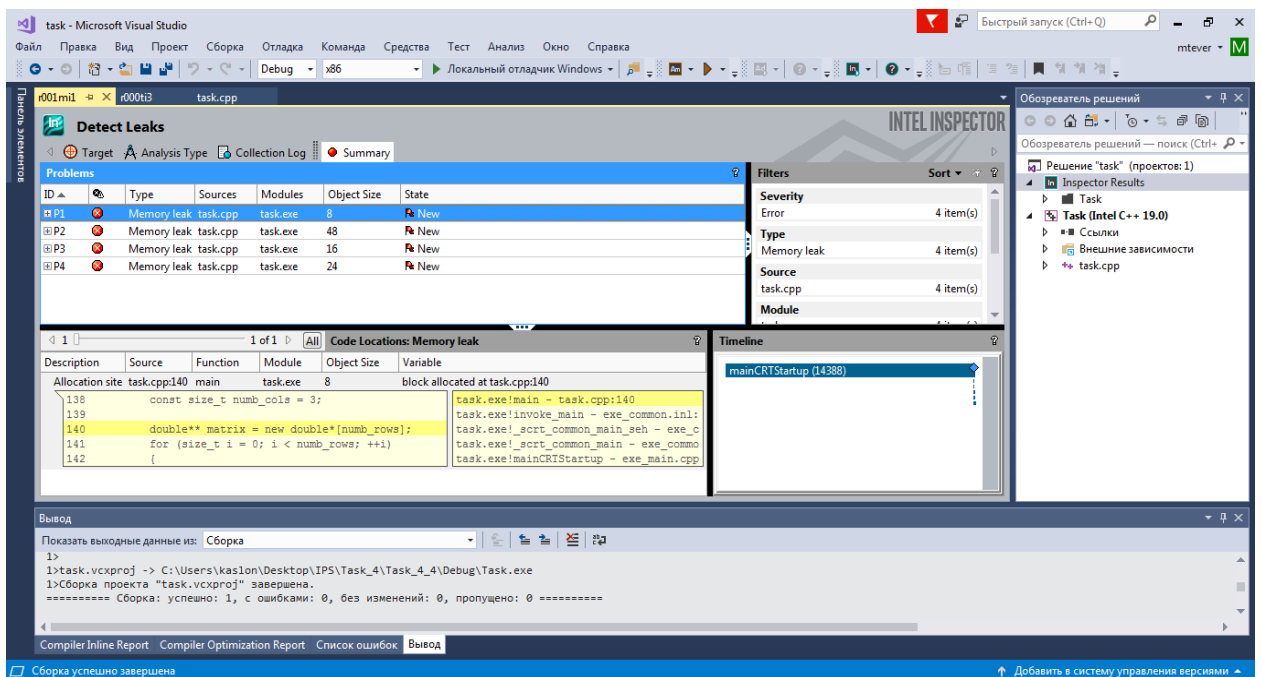 task - Microsoft Visual Studio
Быстрый запуск (Ctrl+Q)
Файл Правка Вид Проект Сборка Отладка Команда Средства Тест Анализ Окно Справка
mtever M
Debug x86 Локальный отладчик Windows
Панель элементов
r001mi1 r000ti3 task.cpp
Detect Leaks
INTEL INSPECTOR
Target Analysis Type Collection Log Summary
Problems
ID Type Sources Modules Object Size State
P1 Memory leak task.cpp task.exe 8 New
P2 Memory leak task.cpp task.exe 48 New
P3 Memory leak task.cpp task.exe 16 New
P4 Memory leak task.cpp task.exe 24 New
Filters Sort
Severity
Error 4 item(s)
Type
Memory leak 4 item(s)
Source
task.cpp 4 item(s)
Module
1 1 of 1 All Code Locations: Memory leak
Description Source Function Module Object Size Variable
Allocation site task.cpp:140 main task.exe 8 block allocated at task.cpp:140
138 const size_t numb_cols = 3;
139
140 double** matrix = new double*[numb_rows];
141 for (size_t i = 0; i < numb_rows; ++i)
142 {
task.exe!main - task.cpp:140
task.exe!invoke_main - exe_common.inl:
task.exe!_scrt_common_main_seh - exe_c
task.exe!_scrt_common_main - exe_commo
task.exe!mainCRTStartup - exe_main.cpp
Timeline
mainCRTStartup (14388)
Обозреватель решений
Обозреватель решений — поиск (Ctrl+
Решение "task" (проектов: 1)
Inspector Results
Task
Task (Intel C++ 19.0)
Ссылки
Внешние зависимости
task.cpp
Вывод
Показать выходные данные из: Сборка
1>
1>task.vcxproj -> C:\Users\kaslon\Desktop\IPS\Task_4\Task_4_4\Debug\Task.exe
1>Сборка проекта "task.vcxproj" завершена.
========== Сборка: успешно: 1, с ошибками: 0, без изменений: 0, пропущено: 0 ==========
Compiler Inline Report Compiler Optimization Report Список ошибок Вывод
Сборка успешно завершена
Добавить в систему управления версиями